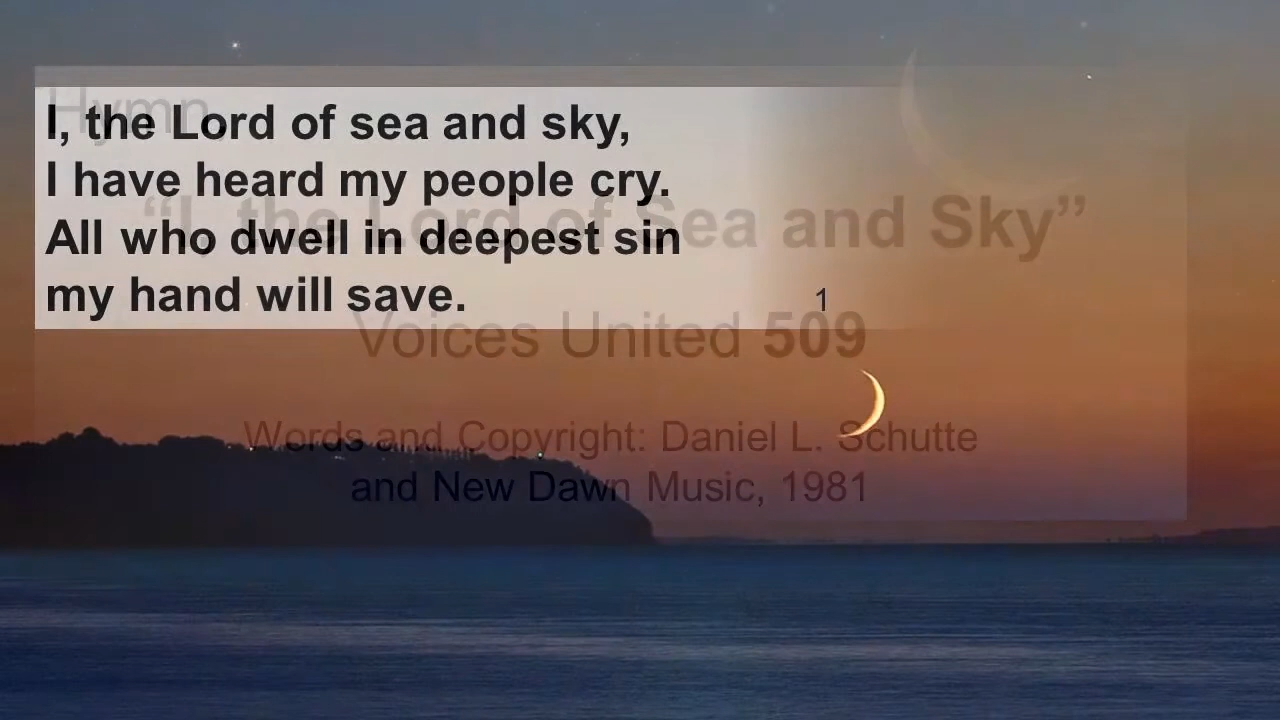 Hymn
I, the Lord of sea and sky,
I have heard my people cry.
All who dwell in deepest sin
my hand will save.
1
“I, the Lord of Sea and Sky”
Voices United 509
Words and Copyright: Daniel L. Schutte
and New Dawn Music, 1981